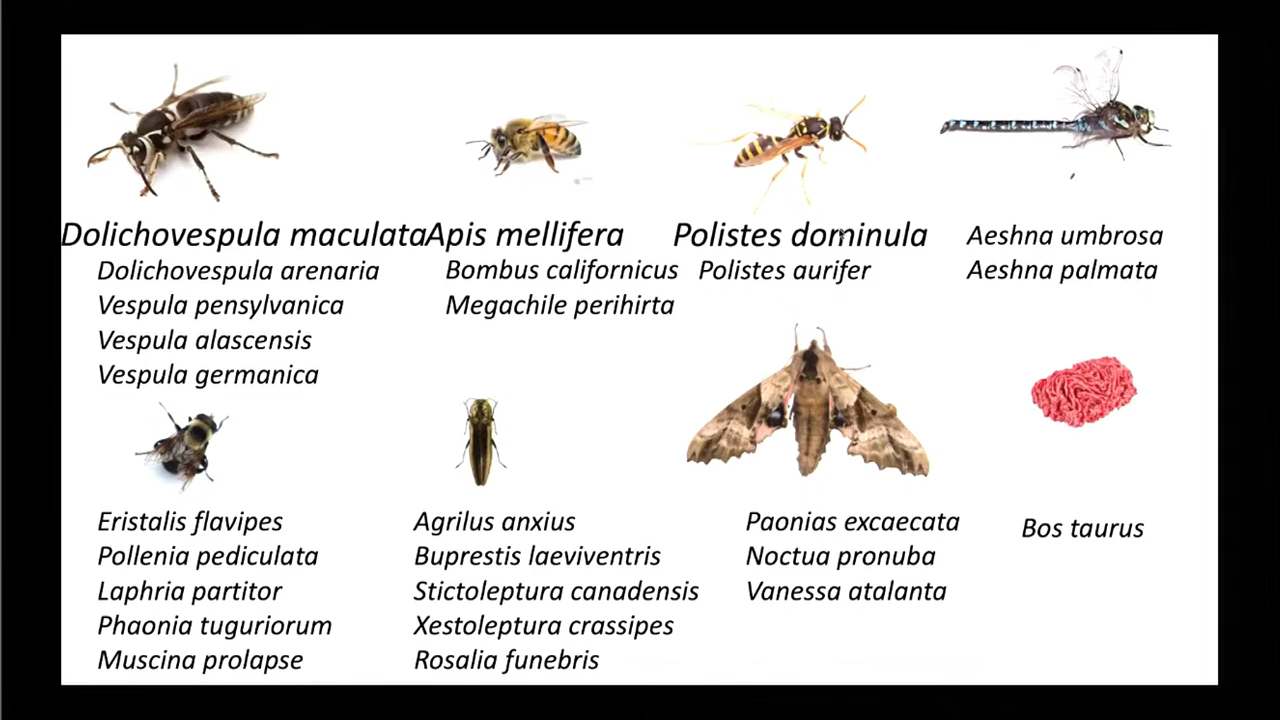 Dolichovespula maculata
Dolichovespula arenaria
Vespula pensylvanica
Vespula alascensis
Vespula germanica
Apis mellifera
Bombus californicus
Megachile perihirta
Polistes dominula
Polistes aurifer
Aeshna umbrosa
Aeshna palmata
Eristalis flavipes
Pollenia pediculata
Laphria partitor
Phaonia tuguriorum
Muscina prolapse
Agrilus anxius
Buprestis laeviventris
Stictoleptura canadensis
Xestoleptura crassipes
Rosalia funebris
Paonias excaecata
Noctua pronuba
Vanessa atalanta
Bos taurus